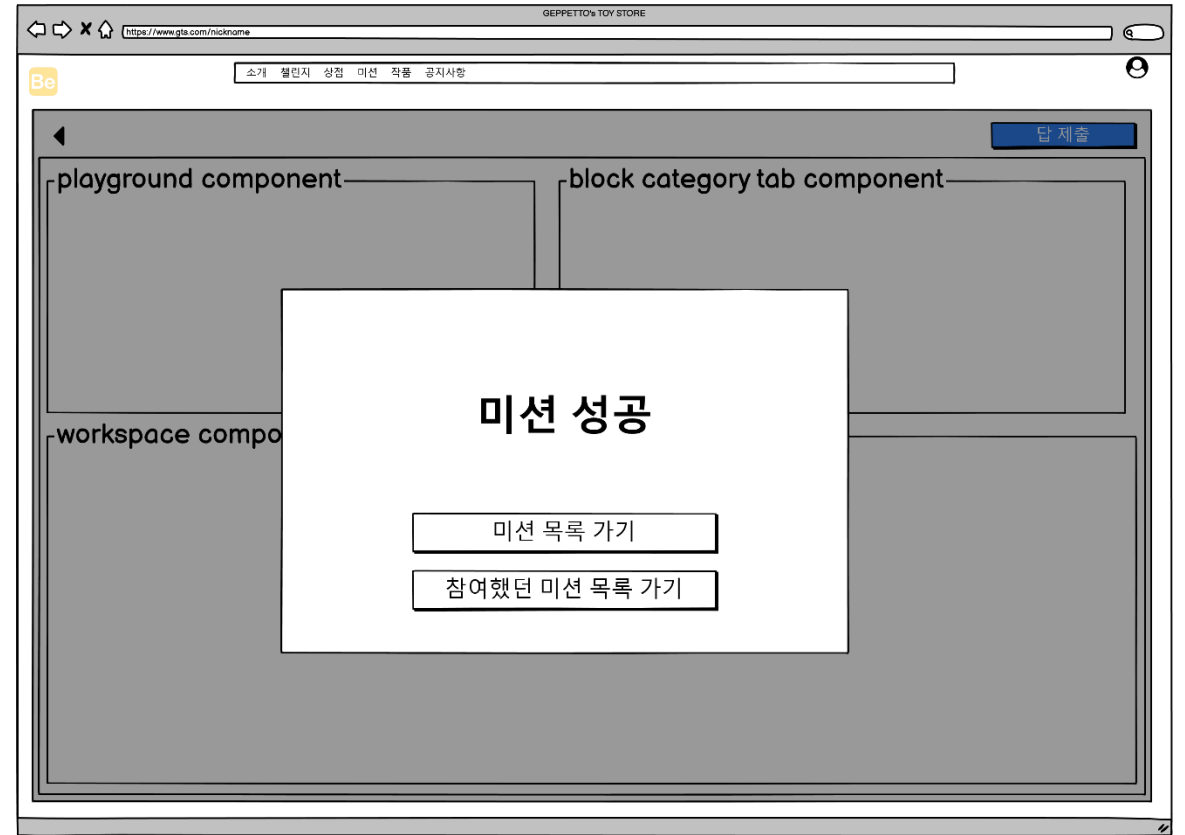 GEPPETTO's TOY STORE
https://www.gts.com/nickname
Be
소개 챌린지 상점 미션 작품 공지사항
답 제출
playground component
block category tab component
workspace compo
미션 성공
미션 목록 가기
참여했던 미션 목록 가기